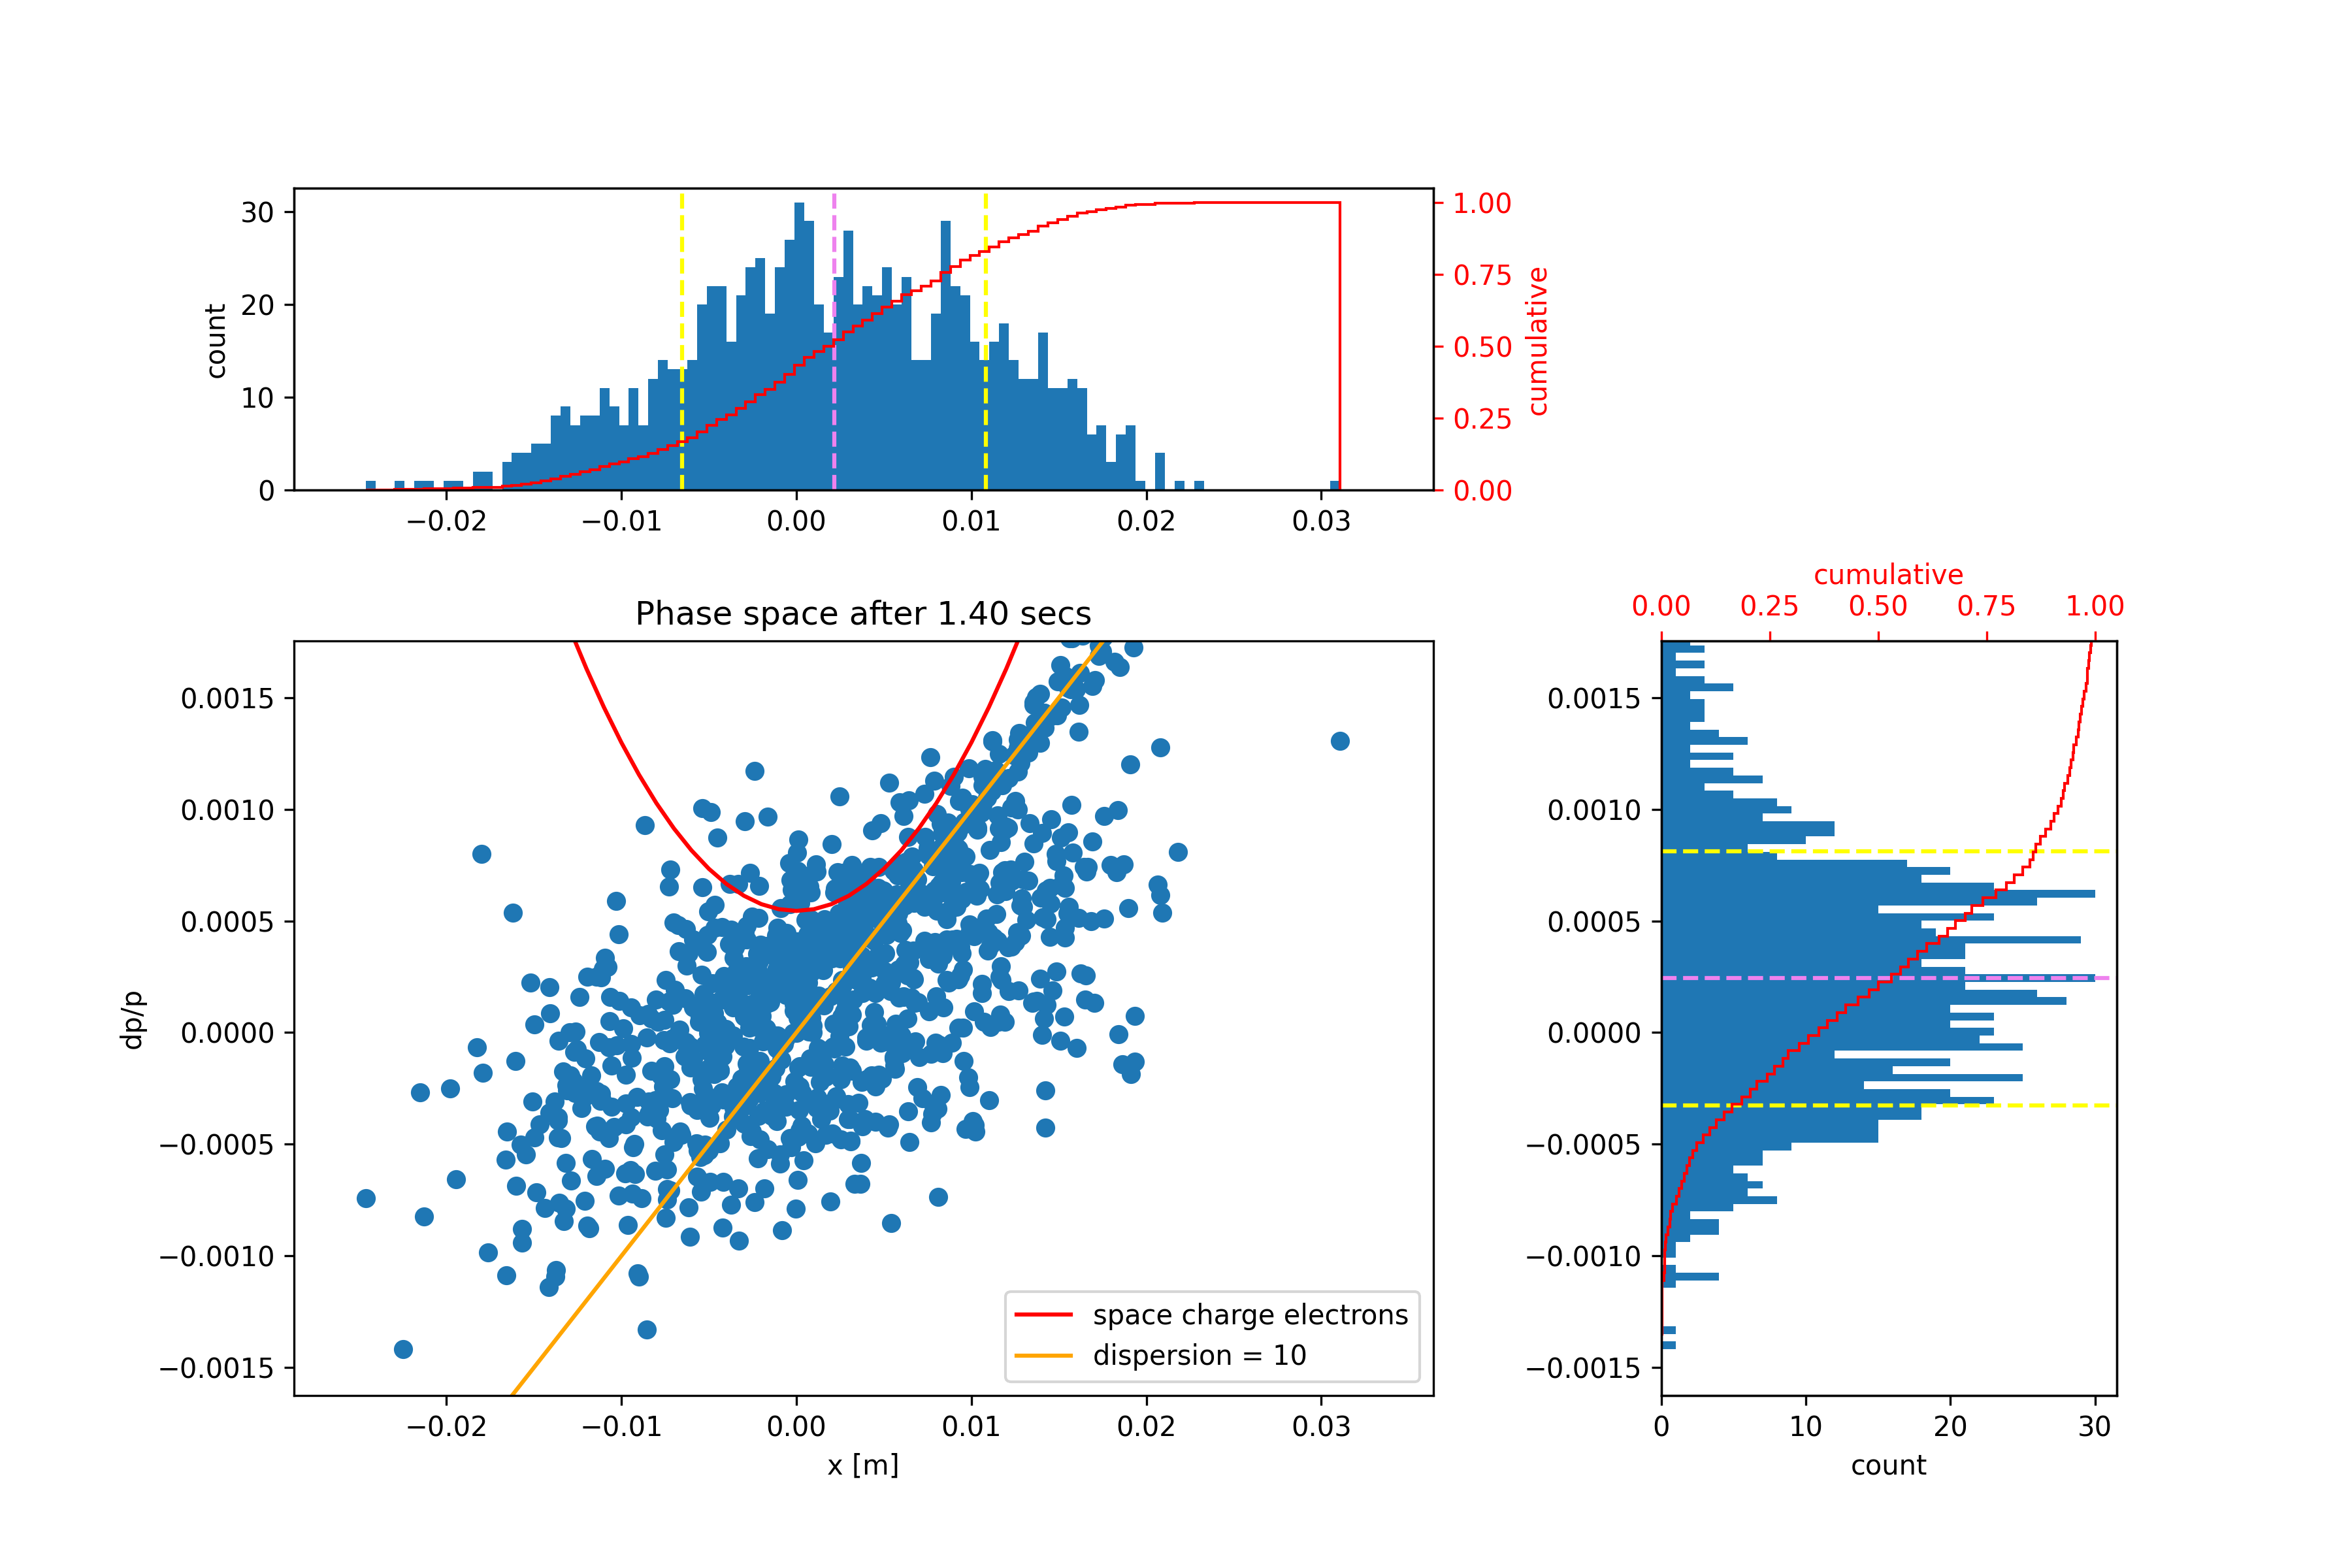 30
20
10
0
count
1.00
0.75
0.50
0.25
0.00
cumulative
−0.02 −0.01 0.00 0.01 0.02 0.03
Phase space after 1.40 secs
0.0015
0.0010
0.0005
0.0000
−0.0005
−0.0010
−0.0015
dp/p
space charge electrons
dispersion = 10
−0.02 −0.01 0.00 0.01 0.02 0.03
x [m]
cumulative
0.00 0.25 0.50 0.75 1.00
0.0015
0.0010
0.0005
0.0000
−0.0005
−0.0010
−0.0015
0 10 20 30
count